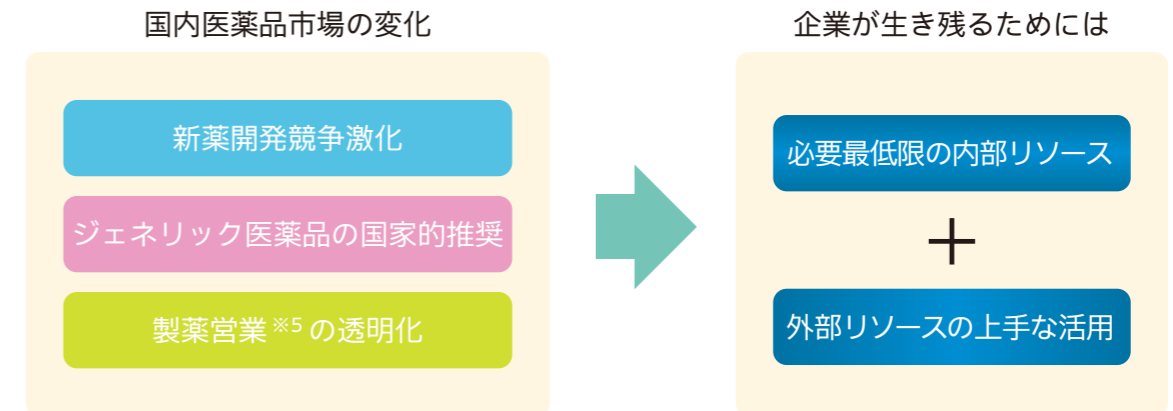 国内医薬品市場の変化
新薬開発競争激化
ジェネリック医薬品の国家的推奨
製薬営業※5の透明化
企業が生き残るためには
必要最低限の内部リソース
+
外部リソースの上手な活用